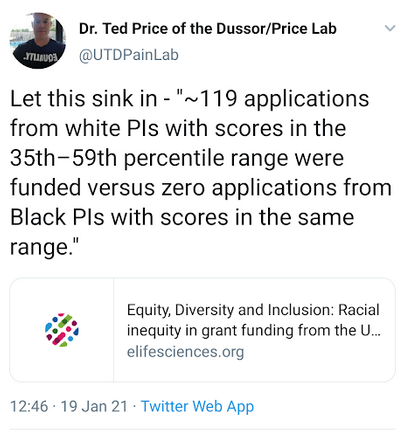 Dr. Ted Price of the Dussor/Price Lab
@UTDPainLab
Let this sink in - "~119 applications
from white PIs with scores in the
35th–59th percentile range were
funded versus zero applications from
Black PIs with scores in the same
range."
Equity, Diversity and Inclusion: Racial
inequity in grant funding from the U...
elifesciences.org
12:46 · 19 Jan 21 · Twitter Web App